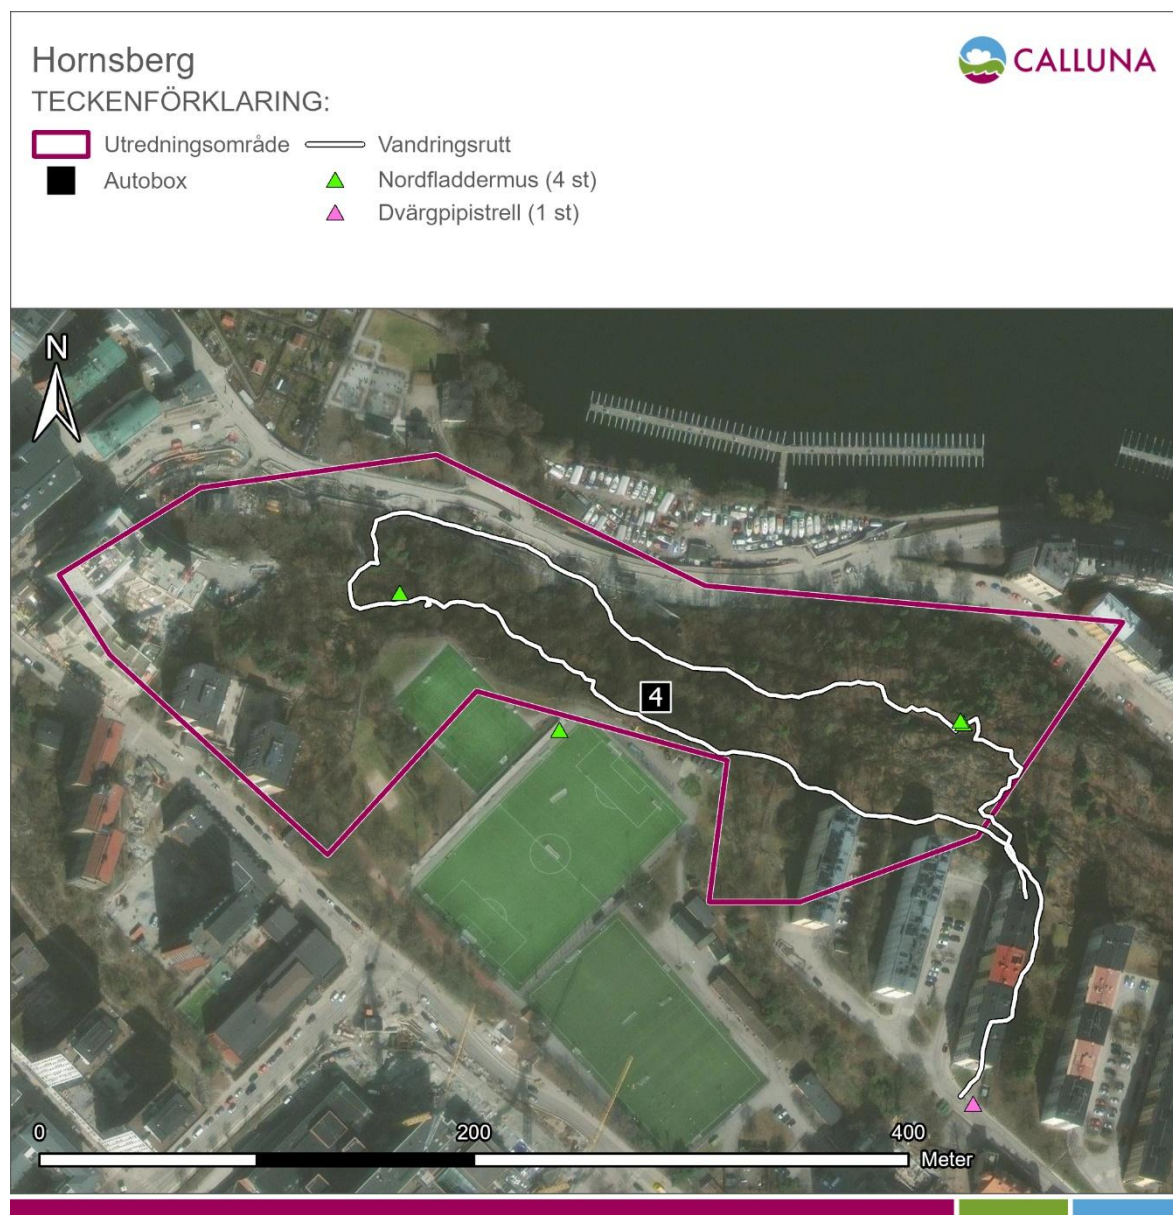 Hornsberg
CALLUNA
TECKENFÖRKLARING:
Utredningsområde
Vandringsrutt
Autobox
Nordfladdermus (4 st)
Dvärgpipistrell (1 st)
N
4
0 200 400
Meter